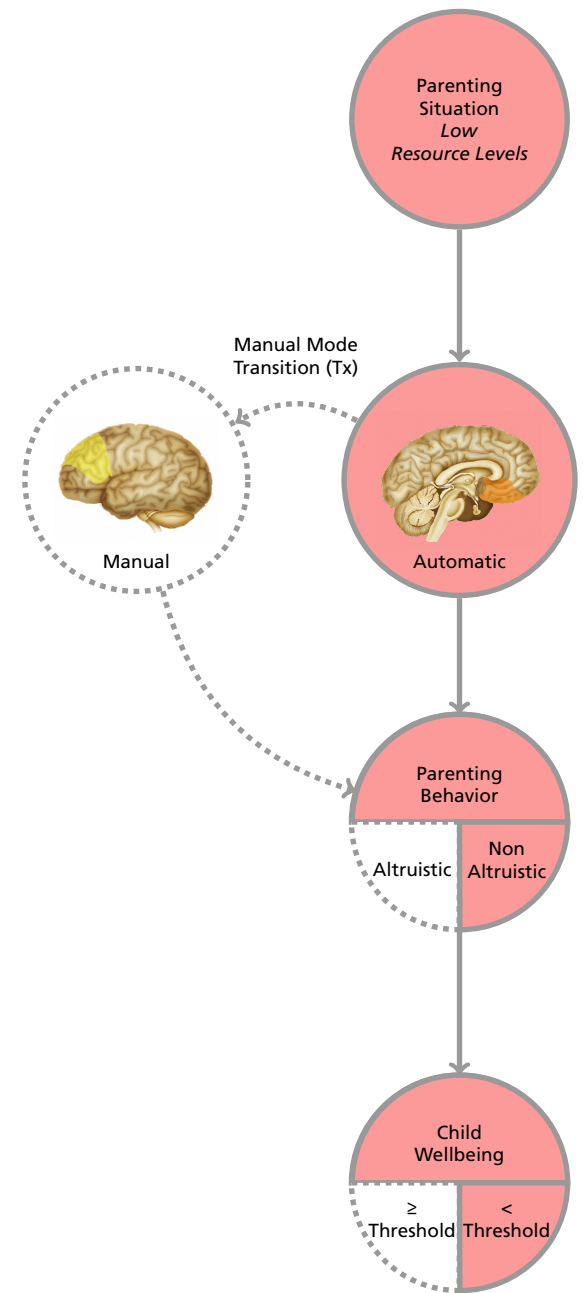 Parenting
Situation
Low
Resource Levels
Manual Mode
Transition (Tx)
Manual
Automatic
Parenting
Behavior
Altruistic
Non
Altruistic
Child
Wellbeing
≥
Threshold
<
Threshold